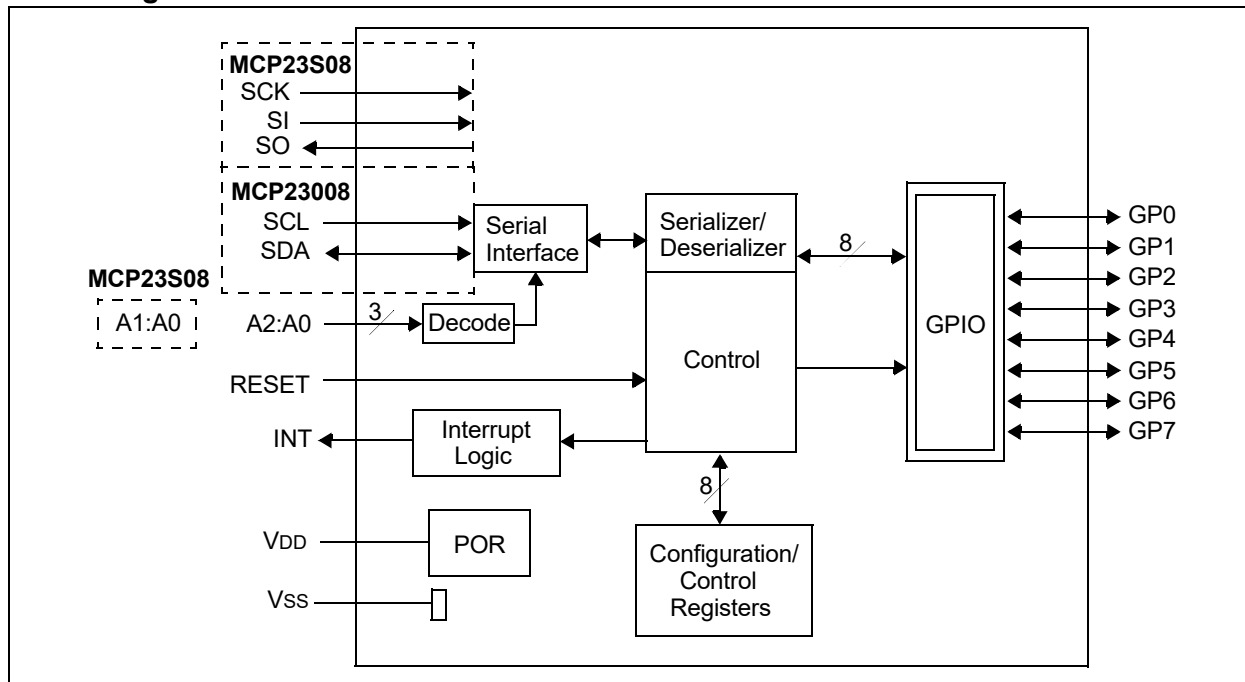 MCP23S08
SCK
SI
SO
MCP23008
SCL
SDA
MCP23S08
A1:A0
A2:A0
3
Decode
Serial
Interface
Serializer/
Deserializer
8
Control
GPIO
GP0
GP1
GP2
GP3
GP4
GP5
GP6
GP7
RESET
INT
Interrupt
Logic
8
VDD
POR
Configuration/
Control
Registers
VSS